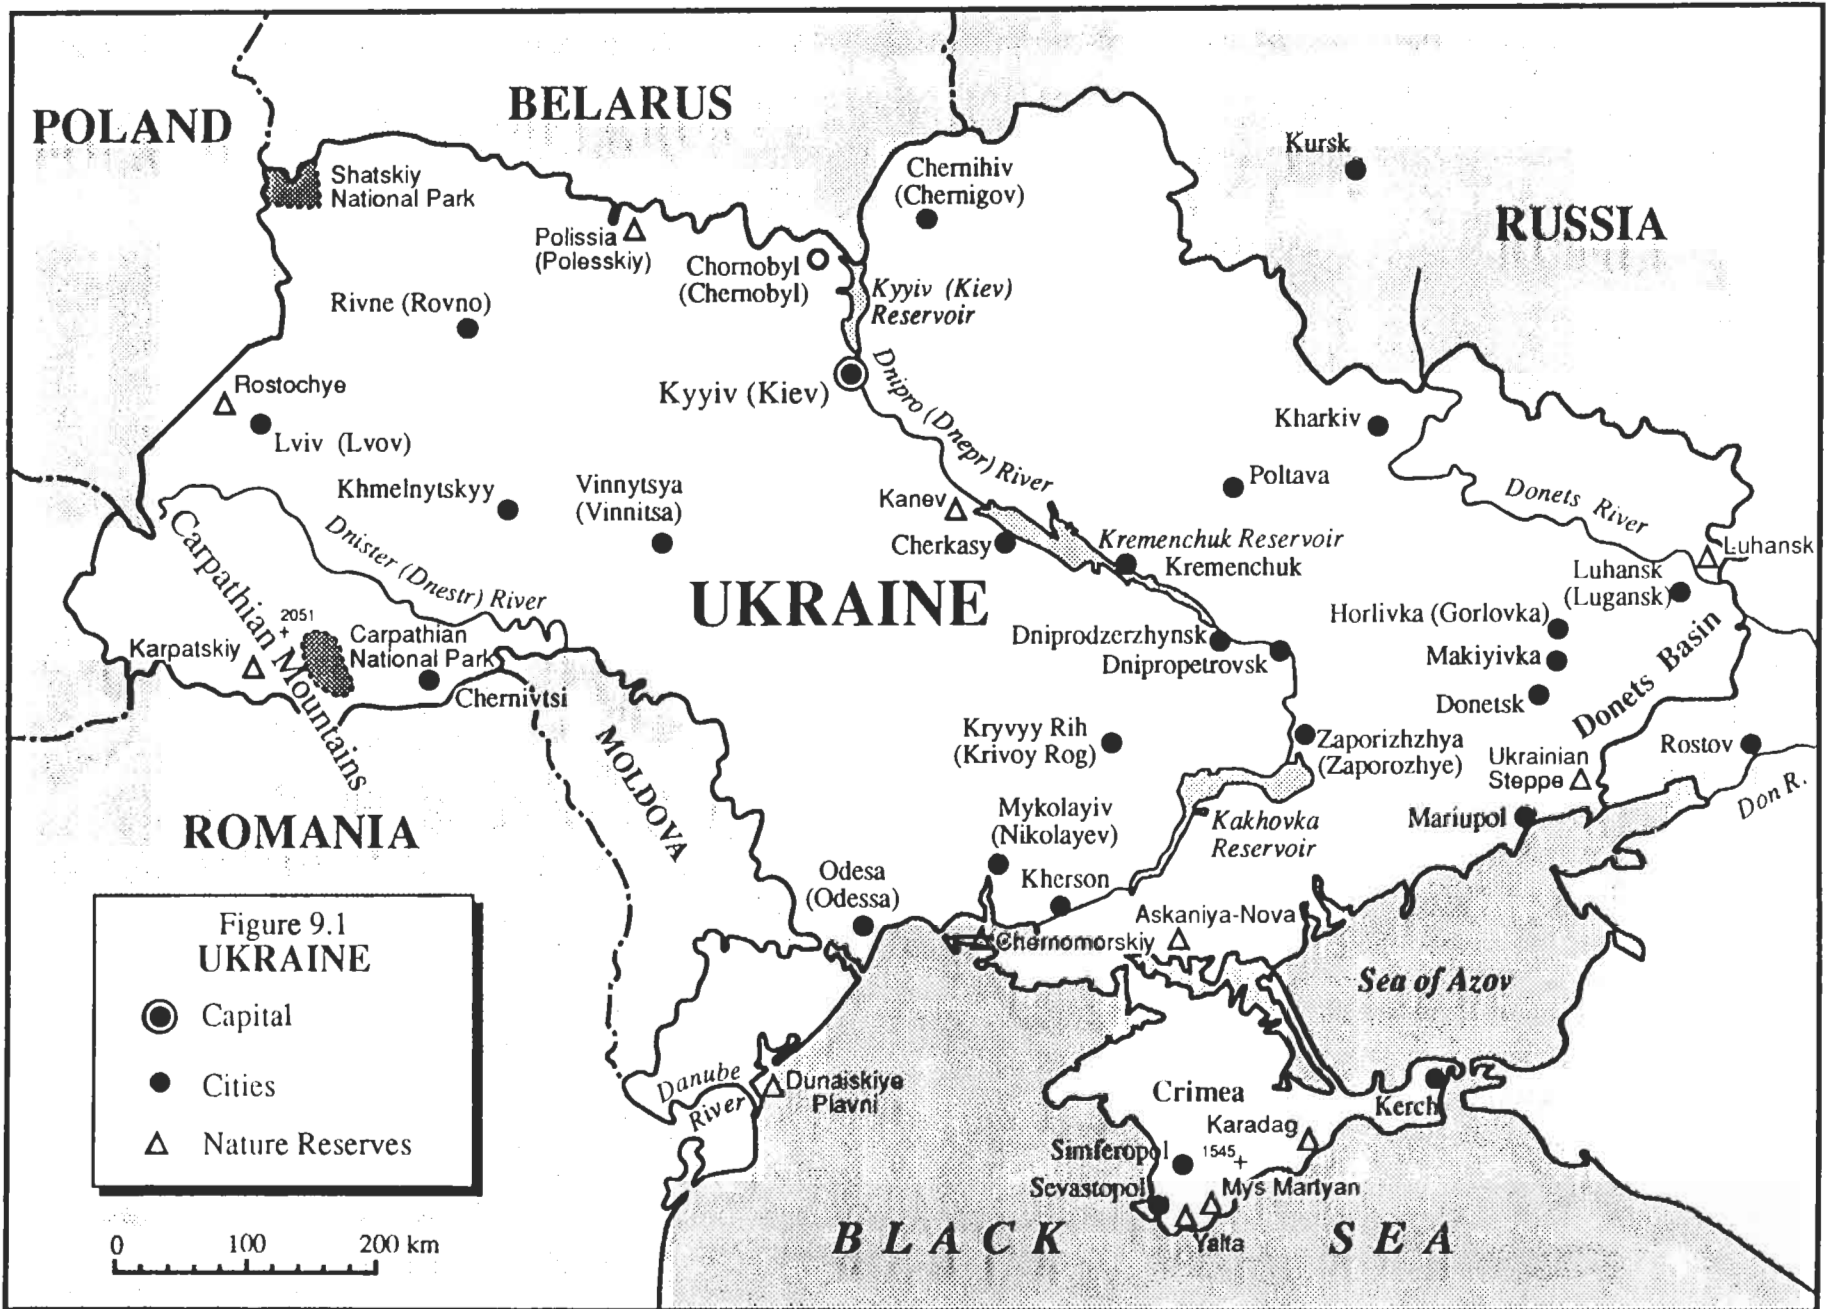 POLAND
BELARUS
RUSSIA
Kursk
Shatskiy
National Park
Chernihiv
(Chernigov)
Polissia
(Polesskiy)
Chornobyl
(Chernobyl)
Kyyiv (Kiev)
Reservoir
Rivne (Rovno)
Rostochye
Lviv (Lvov)
Kyyiv (Kiev)
Dnipro (Dnepr) River
Kharkiv
Poltava
Donets River
Khmelnytskyy
Vinnytsya
(Vinnitsa)
Kanev
Cherkasy
Kremenchuk Reservoir
Kremenchuk
Luhansk
Luhansk
(Lugansk)
Carpathian Mountains
Dnister (Dnestr) River
UKRAINE
Horlivka (Gorlovka)
Makiyivka
Donetsk
Donets Basin
2051
Karpatskiy
Carpathian
National Park
Chernivtsi
Dniprodzerzhynsk
Dnipropetrovsk
Kryvyy Rih
(Krivoy Rog)
Zaporizhzhya
(Zaporozhye)
Ukrainian
Steppe
Rostov
Don R.
Mariupol
MOLDOVA
ROMANIA
Mykolayiv
(Nikolayev)
Kakhovka
Reservoir
Odesa
(Odessa)
Kherson
Askaniya-Nova
Chernomorskiy
Sea of Azov
Danube
River
Dunaiskiye
Plavni
Crimea
Kerch
Karadag
Simferopol
1545
Sevastopol
Mys Martyan
Yalta
BLACK SEA
Figure 9.1
UKRAINE
Capital
Cities
Nature Reserves
0 100 200 km